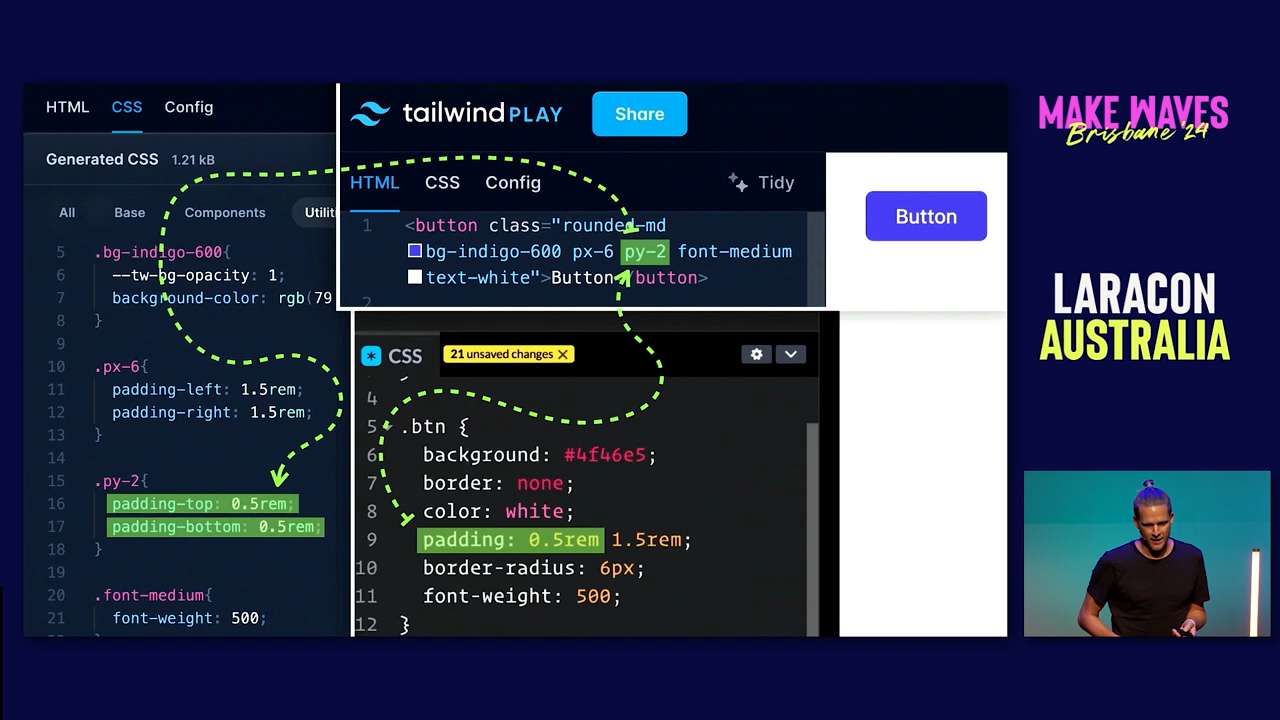 HTML CSS Config
Generated CSS 1.21 kB
All Base Components
5 .bg-indigo-600{
6 --tw-bg-opacity: 1;
7 background-color: rgb(79
8 }
9
10 .px-6{
11 padding-left: 1.5rem;
12 padding-right: 1.5rem;
13 }
14
15 .py-2{
16 padding-top: 0.5rem;
17 padding-bottom: 0.5rem;
18 }
19
20 .font-medium{
21 font-weight: 500;
tailwind PLAY Share
HTML CSS Config Tidy
1 <button class="rounded-md
bg-indigo-600 px-6 py-2 font-medium
text-white">Button</button>
2
Button
CSS 21 unsaved changes X
4
5 .btn {
6 background: #4f46e5;
7 border: none;
8 color: white;
9 padding: 0.5rem 1.5rem;
10 border-radius: 6px;
11 font-weight: 500;
12 }
MAKE WAVES
Brisbane '24
LARACON
AUSTRALIA